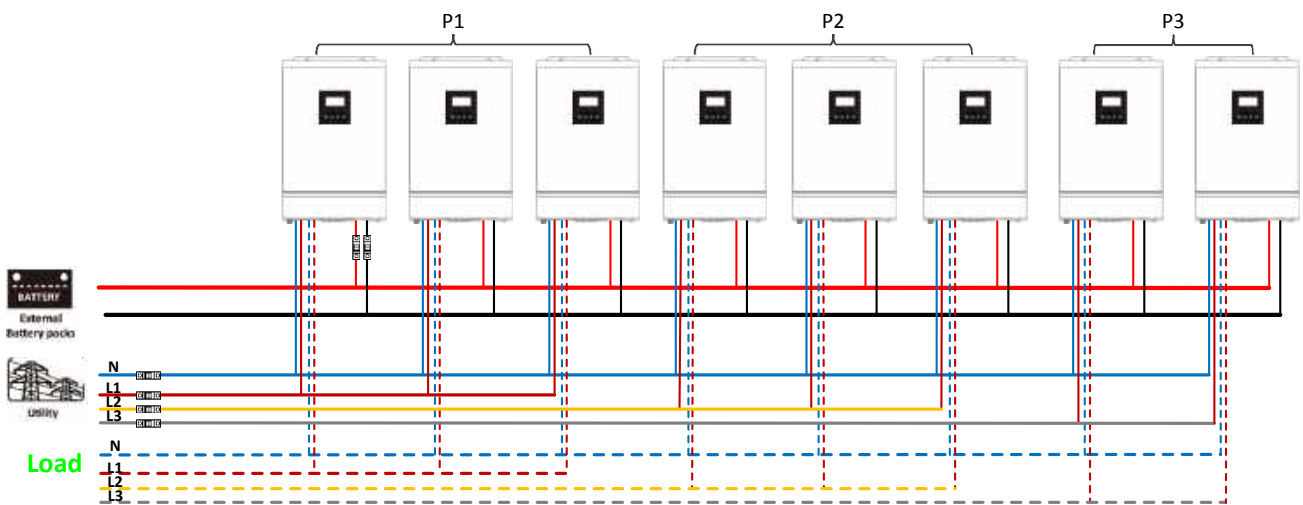 P1
P2
P3
BATTERY
External
Battery packs
N
L1
L2
L3
Utility
N
Load
L1
L2
L3